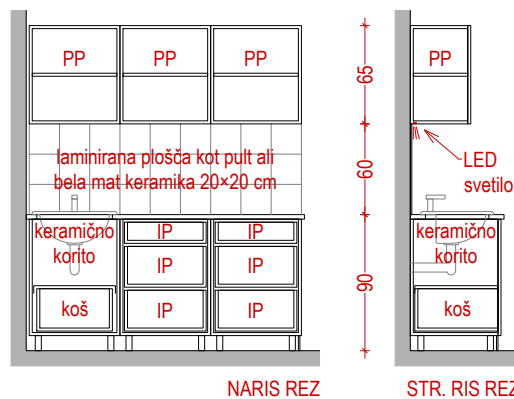 PP PP PP
65
PP
laminirana plošča kot pult ali
bela mat keramika 20×20 cm
60
LED
svetilo
keramično
korito
IP IP
IP IP
IP IP
koš
90
keramično
korito
koš
NARIS REZ
STR. RIS REZ